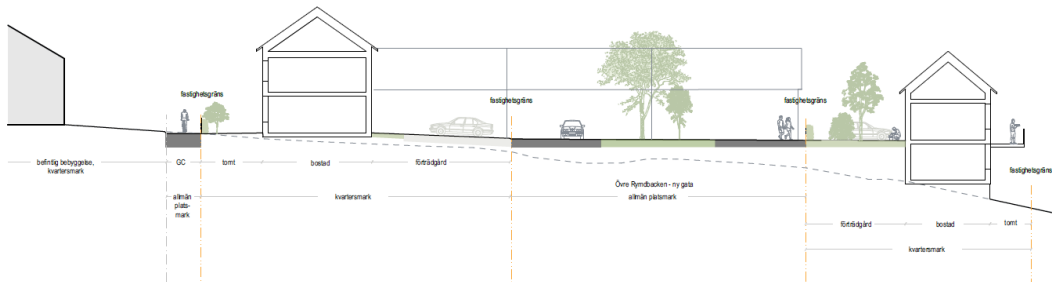 fastighetsgräns
fastighetsgräns
fastighetsgräns
befintlig bebyggelse,
kvartersmark
GC
tomt
bostad
förträdgård
fastighetsgräns
Övre Rymdbacken - ny gata
allmän
plats-
mark
kvartersmark
allmän platsmark
förträdgård
bostad
tomt
kvartersmark